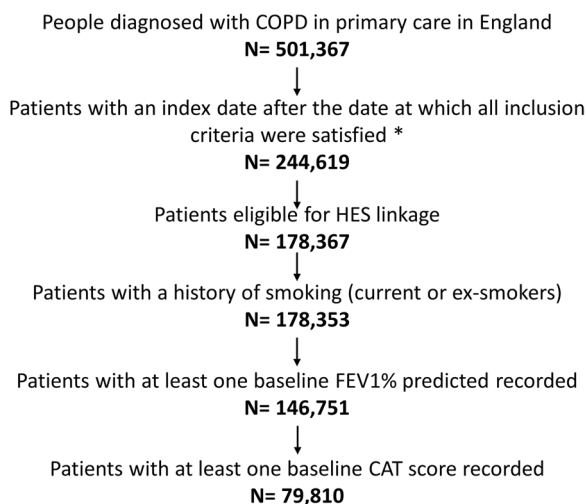 People diagnosed with COPD in primary care in England
N= 501,367
Patients with an index date after the date at which all inclusion
criteria were satisfied *
N= 244,619
Patients eligible for HES linkage
N= 178,367
Patients with a history of smoking (current or ex-smokers)
N= 178,353
Patients with at least one baseline FEV1% predicted recorded
N= 146,751
Patients with at least one baseline CAT score recorded
N= 79,810